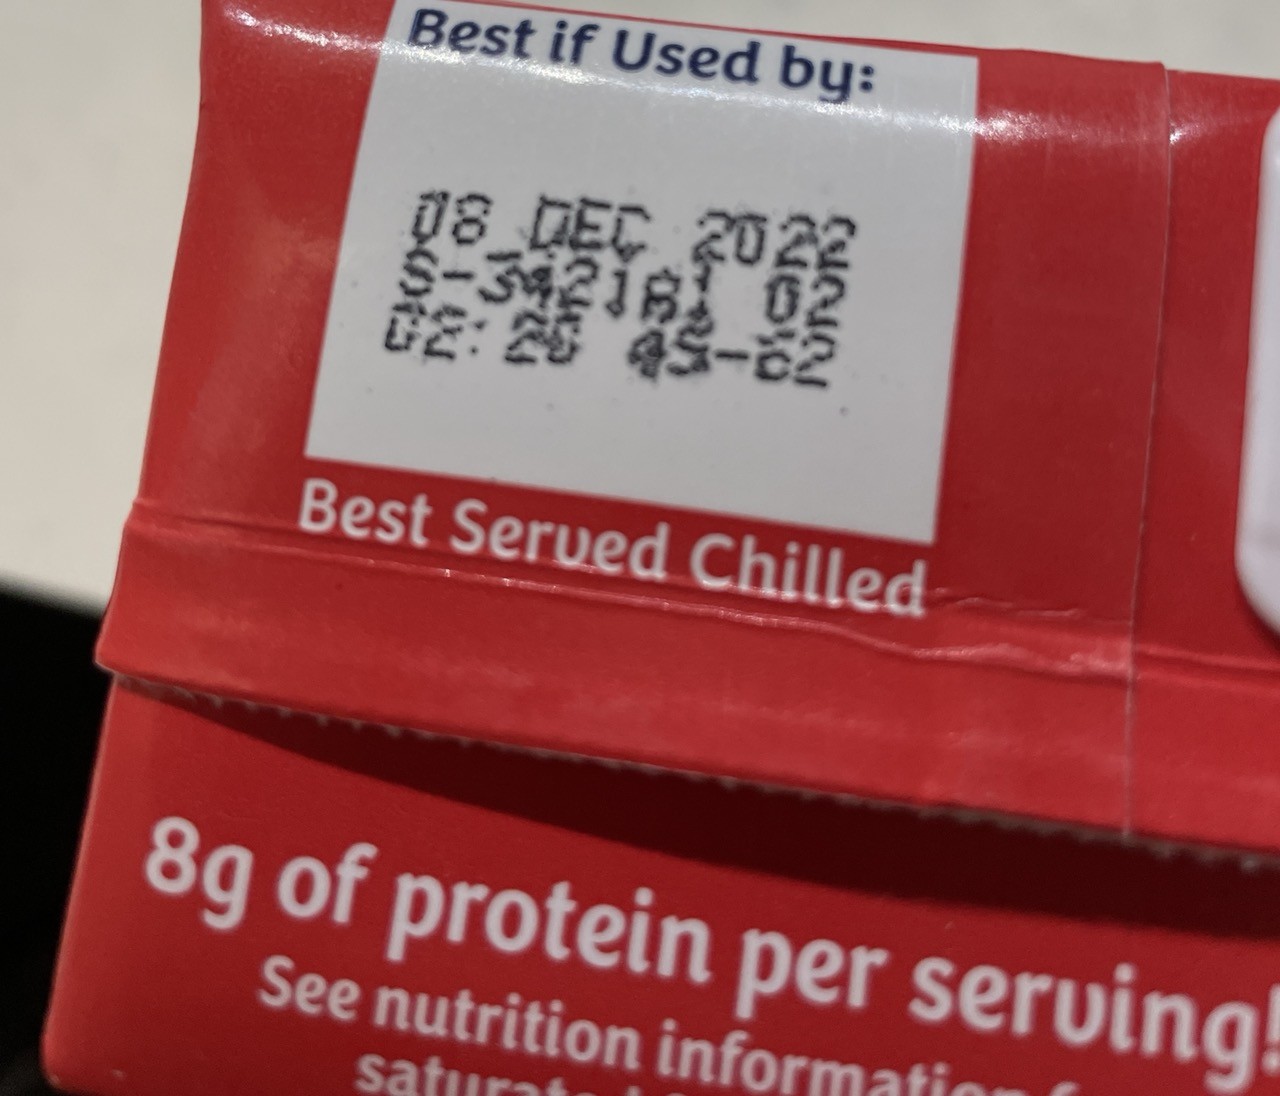 Best if Used by:
08 DEC 2022
Best Served Chilled
8g of protein per serving!
See nutrition information